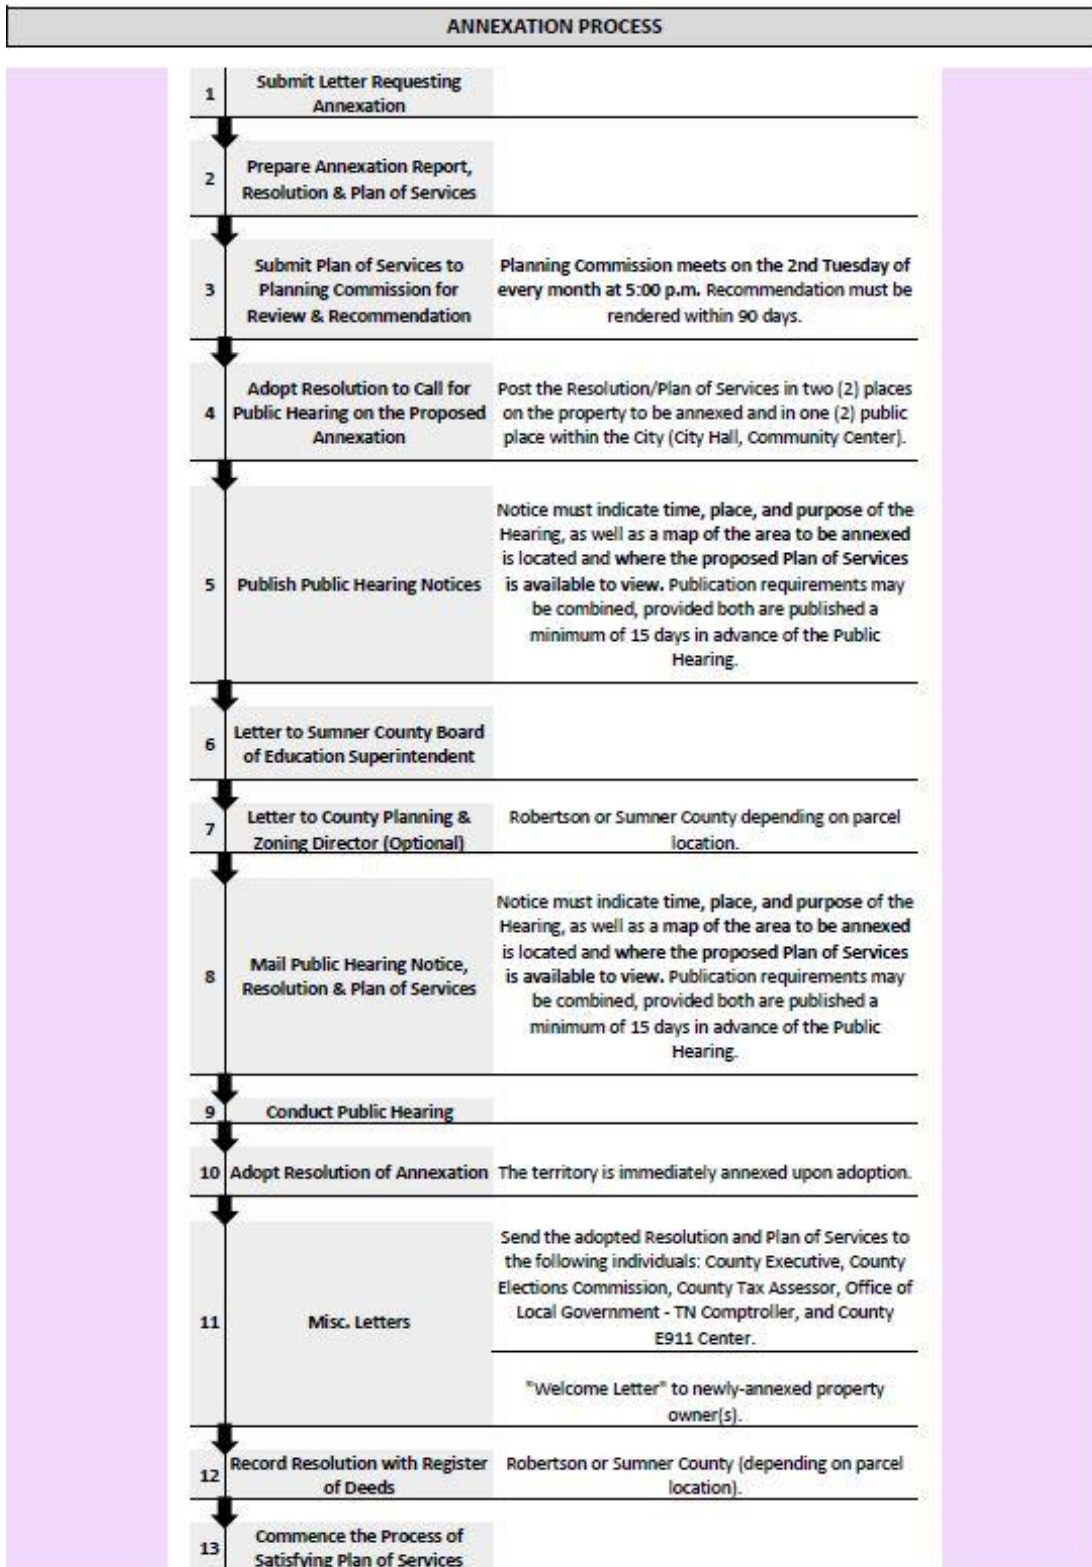 ANNEXATION PROCESS
1
Submit Letter Requesting
Annexation
2
Prepare Annexation Report,
Resolution & Plan of Services
3
Submit Plan of Services to
Planning Commission for
Review & Recommendation
Planning Commission meets on the 2nd Tuesday of
every month at 5:00 p.m. Recommendation must be
rendered within 90 days.
4
Adopt Resolution to Call for
Public Hearing on the Proposed
Annexation
Post the Resolution/Plan of Services in two (2) places
on the property to be annexed and in one (2) public
place within the City (City Hall, Community Center).
5
Publish Public Hearing Notices
Notice must indicate time, place, and purpose of the
Hearing, as well as a map of the area to be annexed
is located and where the proposed Plan of Services
is available to view. Publication requirements may
be combined, provided both are published a
minimum of 15 days in advance of the Public
Hearing.
6
Letter to Sumner County Board
of Education Superintendent
7
Letter to County Planning &
Zoning Director (Optional)
Robertson or Sumner County depending on parcel
location.
8
Mail Public Hearing Notice,
Resolution & Plan of Services
Notice must indicate time, place, and purpose of the
Hearing, as well as a map of the area to be annexed
is located and where the proposed Plan of Services
is available to view. Publication requirements may
be combined, provided both are published a
minimum of 15 days in advance of the Public
Hearing.
9
Conduct Public Hearing
10
Adopt Resolution of Annexation
The territory is immediately annexed upon adoption.
11
Misc. Letters
Send the adopted Resolution and Plan of Services to
the following individuals: County Executive, County
Elections Commission, County Tax Assessor, Office of
Local Government - TN Comptroller, and County
E911 Center.
"Welcome Letter" to newly-annexed property
owner(s).
12
Record Resolution with Register
of Deeds
Robertson or Sumner County (depending on parcel
location).
13
Commence the Process of
Satisfying Plan of Services